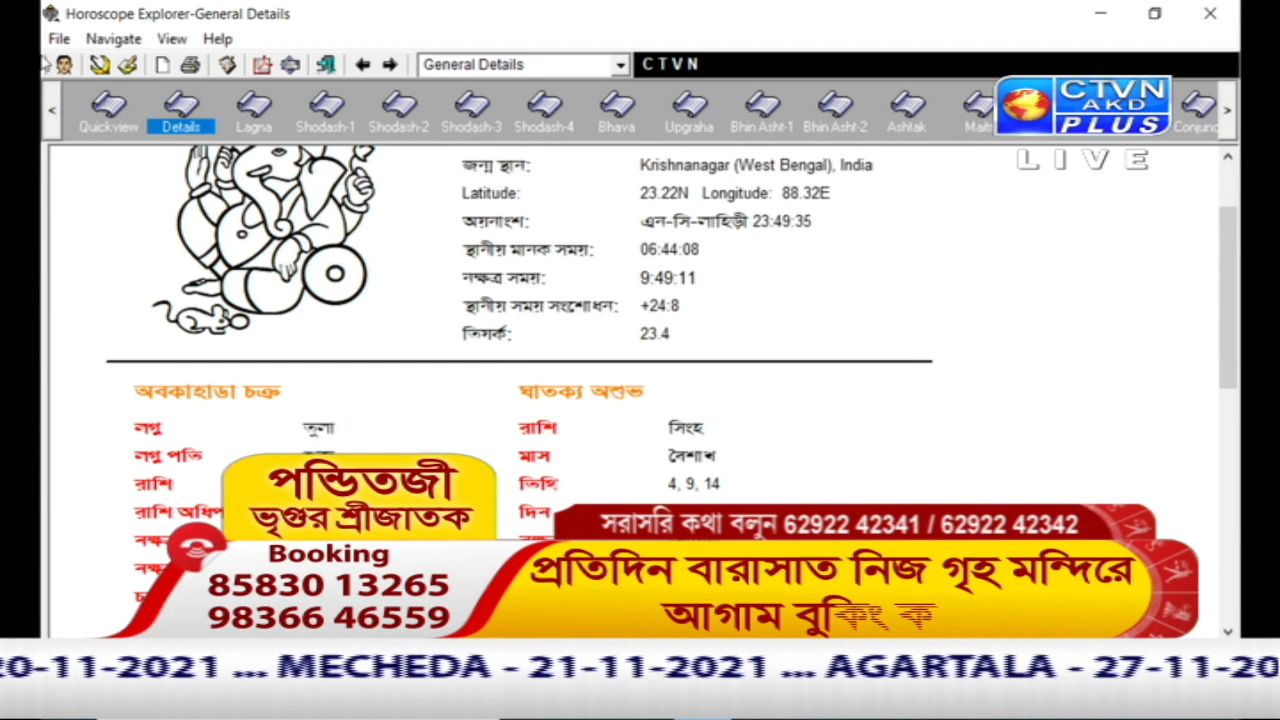 Horoscope Explorer-General Details
File Navigate View Help
General Details
CTVN
Quickview Details Lagna Shodash-1 Shodash-2 Shodash-3 Shodash-4 Bhava Upgraha Bhin Asht-1 Bhin Asht-2 Ashtak
CTVN
AKD
PLUS
LIVE
জন্ম স্থান: Krishnanagar (West Bengal), India
Latitude: 23.22N Longitude: 88.32E
অয়নাংশ: এন-সি-লাহিড়ী 23:49:35
স্থানীয় মানক সময়: 06:44:08
নক্ষত্র সময়: 9:49:11
স্থানীয় সময় সংশোধন: +24:8
তির্সক: 23.4
অবকাহাডা চক্র ঘাতক্য অশুভ
লগ্ন তুলা রাশি সিংহ
লগ্ন পতি মাস বৈশাখ
রাশি তিথি 4, 9, 14
রাশি দিন
পন্ডিতজী
ভৃগুর শ্রীজাতক
সরাসরি কথা বলুন 62922 42341 / 62922 42342
Booking
85830 13265
98366 46559
প্রতিদিন বারাসাত নিজ গৃহ মন্দিরে
আগাম বুকিং ক
20-11-2021 ... MECHEDA - 21-11-2021 ... AGARTALA - 27-11-20